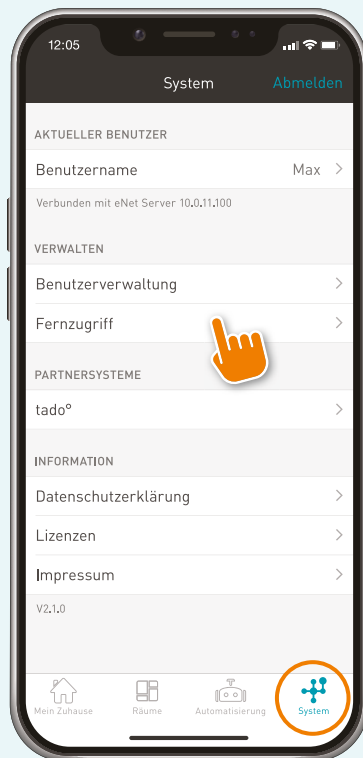 12:05
System Abmelden
AKTUELLER BENUTZER
Benutzername Max
Verbunden mit eNet Server 10.0.11.100
VERWALTEN
Benutzerverwaltung
Fernzugriff
PARTNERSYSTEME
tado°
INFORMATION
Datenschutzerklärung
Lizenzen
Impressum
V2.1.0
Mein Zuhause Räume Automatisierung System